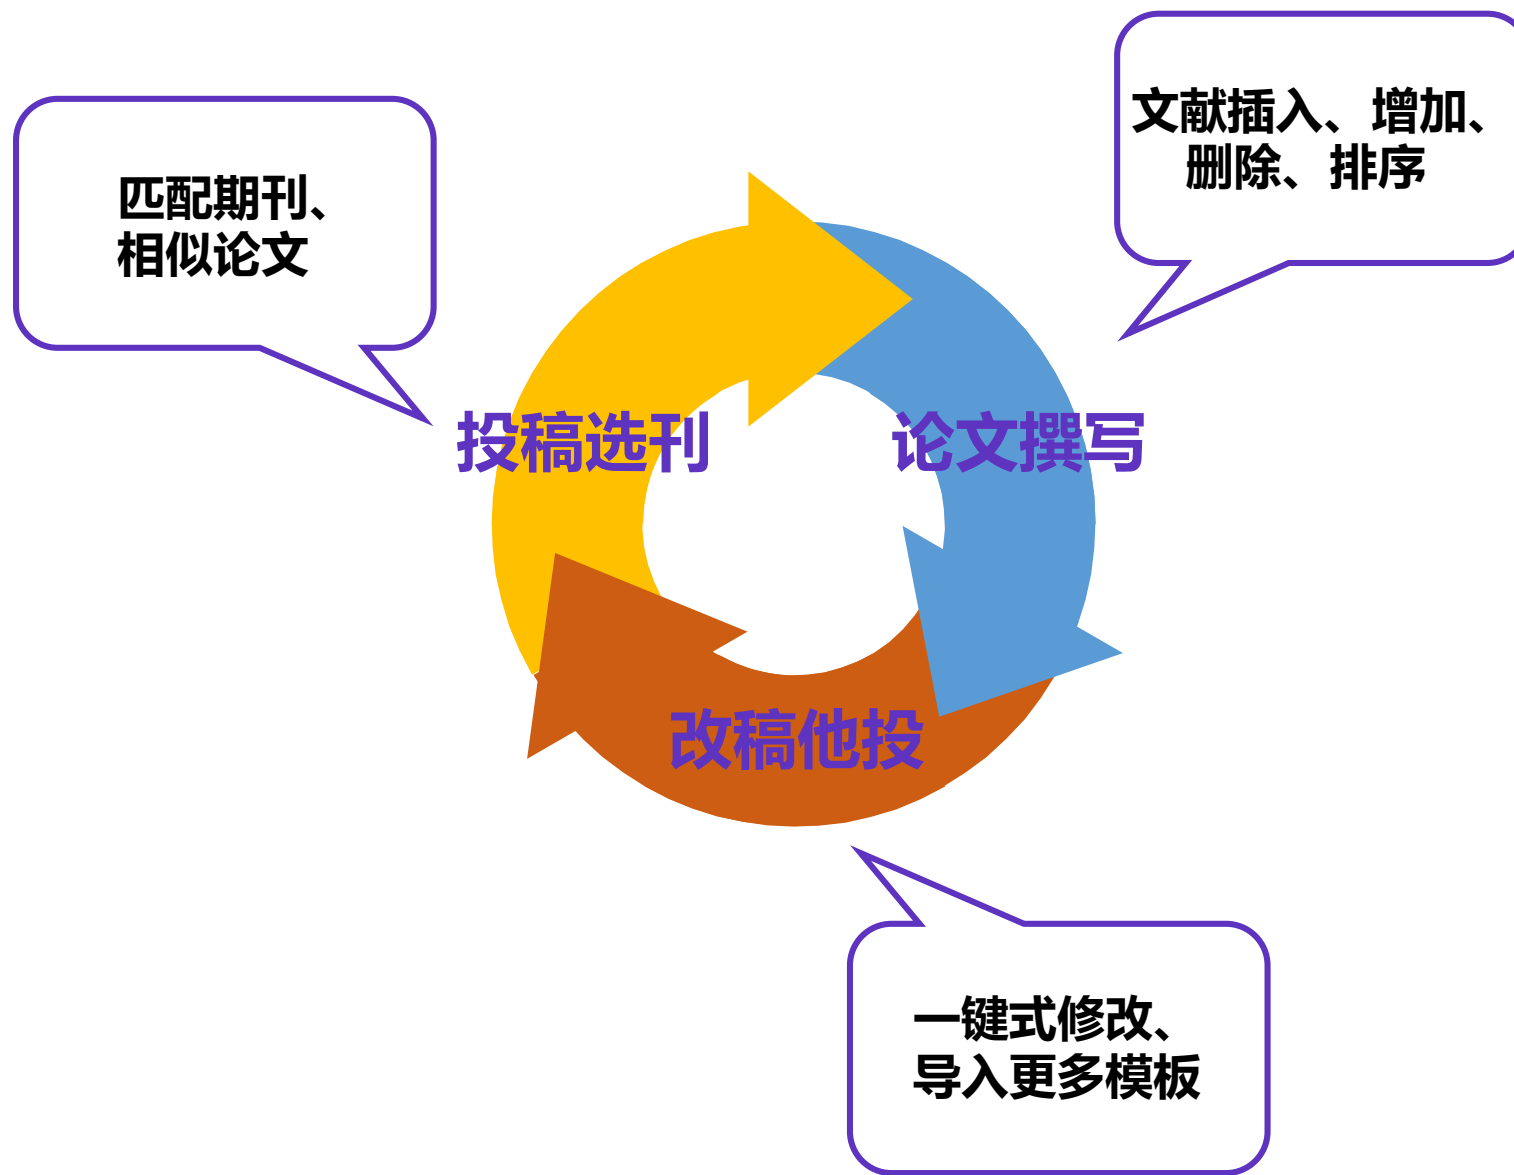 文献插入、增加、
删除、排序
匹配期刊、
相似论文
投稿选刊
论文撰写
改稿他投
一键式修改、
导入更多模板